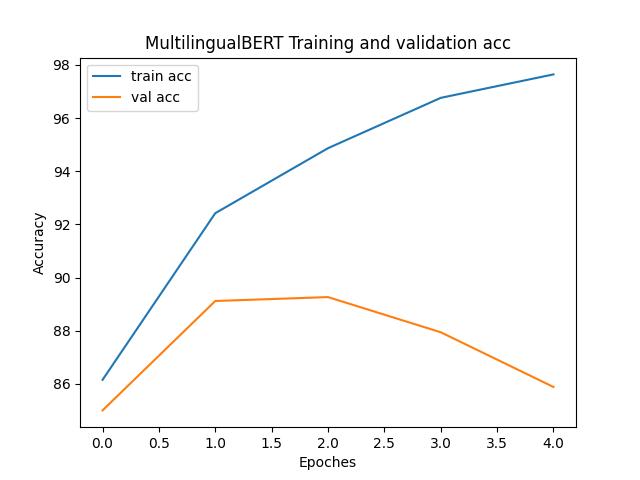 MultilingualBERT Training and validation acc
train acc
val acc
98
96
94
92
90
88
86
Accuracy
0.0 0.5 1.0 1.5 2.0 2.5 3.0 3.5 4.0
Epoches